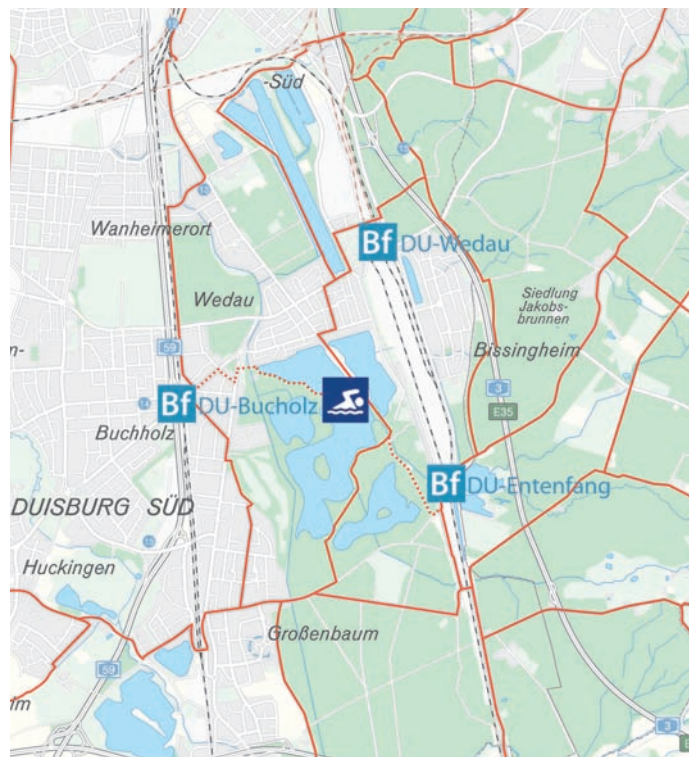 -Süd
Wanheimerort
Bf DU-Wedau
Wedau
Siedlung
Jakobs-
brunnen
Bissingheim
59
3
E35
Bf DU-Bucholz
14
Buchholz
Bf DU-Entenfang
DUISBURG SÜD
Huckingen
Großenbaum
59
3